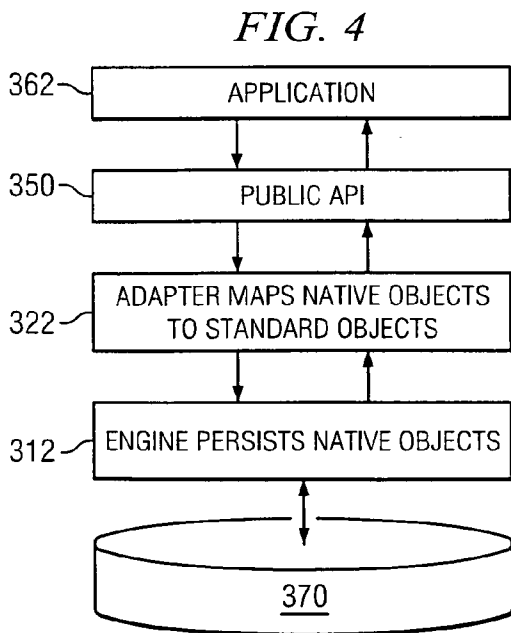 FIG. 4
362
APPLICATION
350
PUBLIC API
322
ADAPTER MAPS NATIVE OBJECTS
TO STANDARD OBJECTS
312
ENGINE PERSISTS NATIVE OBJECTS
370